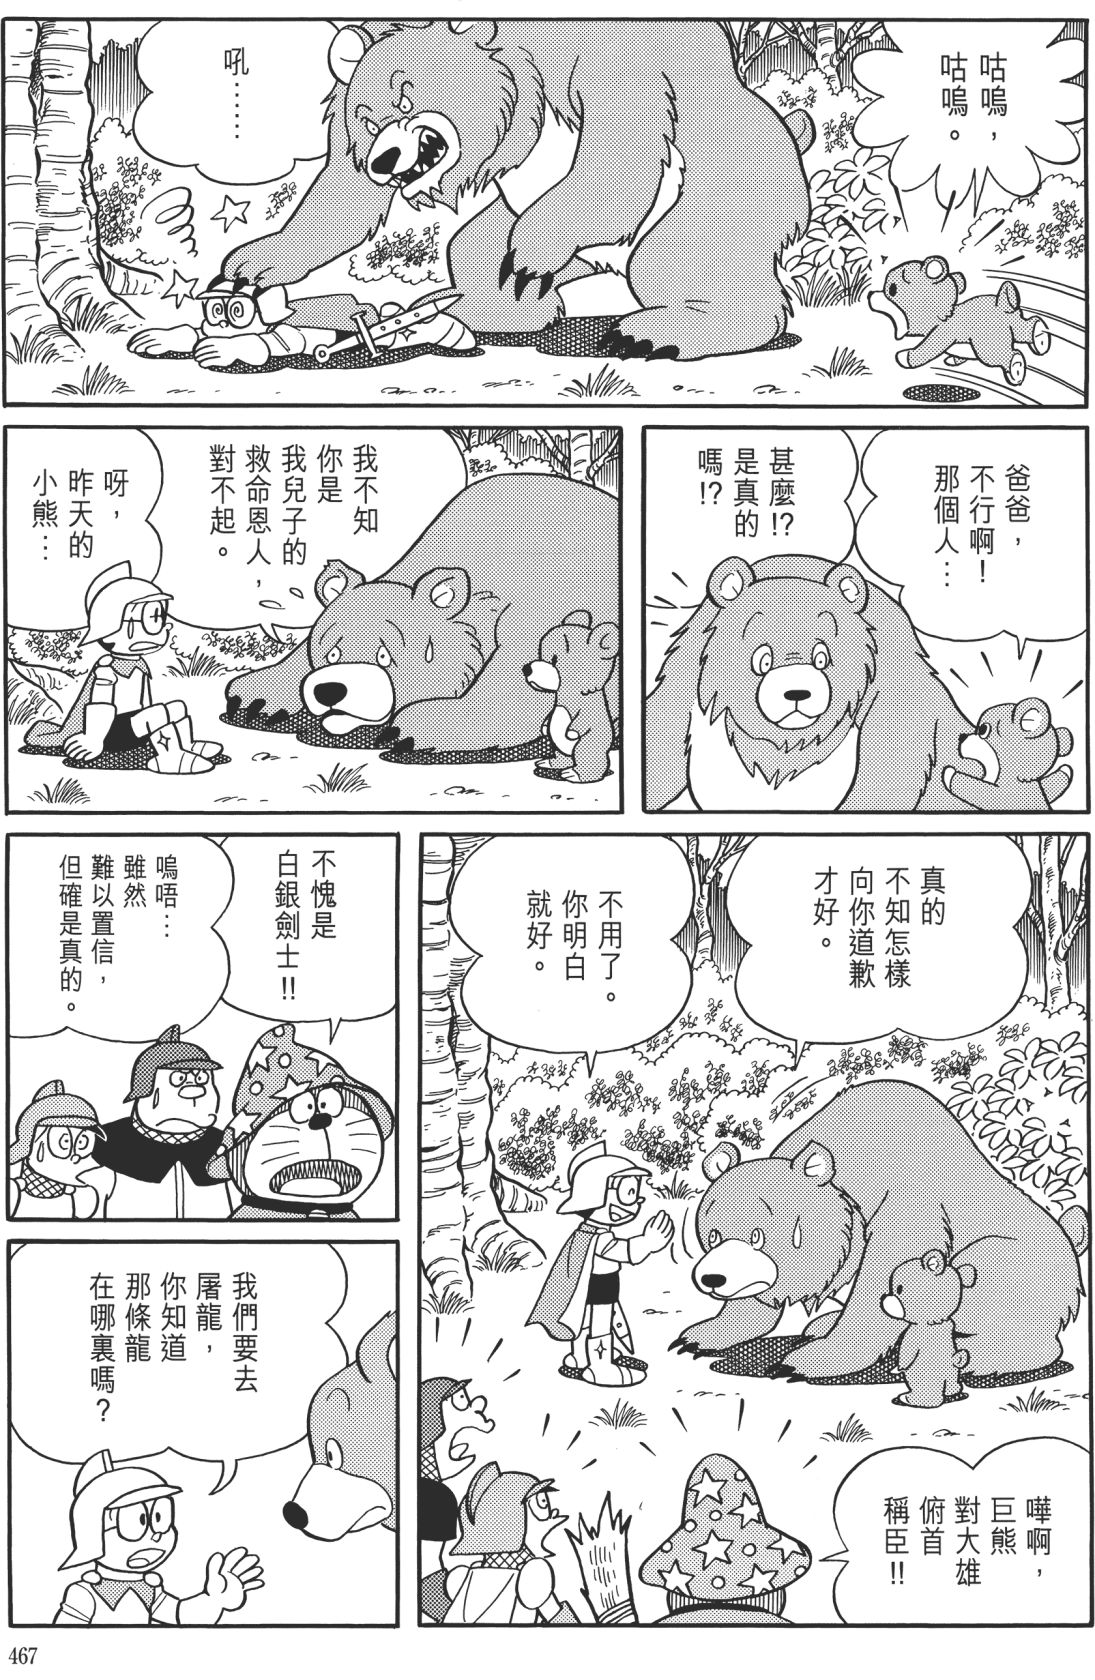 咕嗚，
咕嗚。
吼……
爸爸，
不行啊！
那個人…
甚麼!?
是真的
嗎!?
我不知
你是
我兒子的
救命恩人，
對不起。
呀，
昨天的
小熊…
真的
不知怎樣
向你道歉
才好。
不用了。
你明白
就好。
嘩啊，
巨熊
對大雄
俯首
稱臣!!
不愧是
白銀劍士!!
嗚唔…
雖然
難以置信，
但確是真的。
我們要去
屠龍，
你知道
那條龍
在哪裏嗎？
467